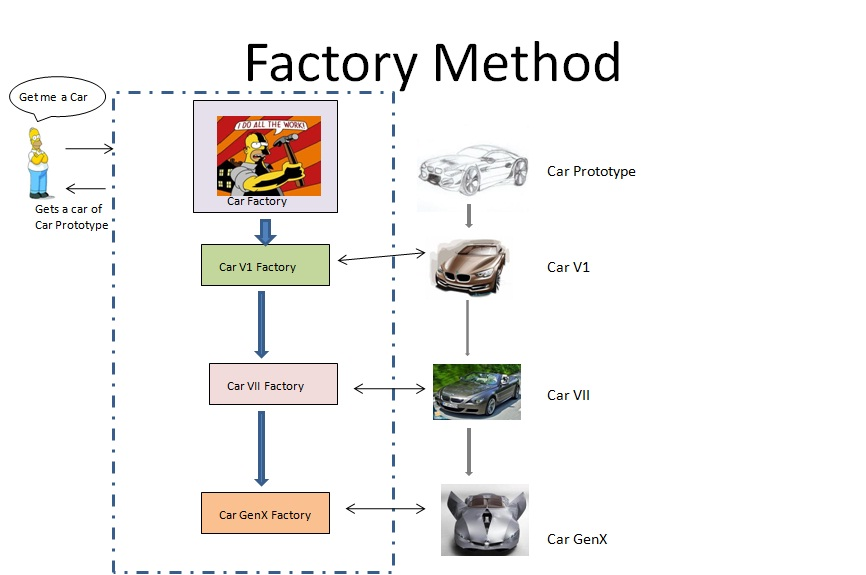 Factory Method
Get me a Car
I DO ALL THE WORK!
Car Factory
Car Prototype
Gets a car of
Car Prototype
Car V1 Factory
Car V1
Car VII Factory
Car VII
Car GenX Factory
Car GenX